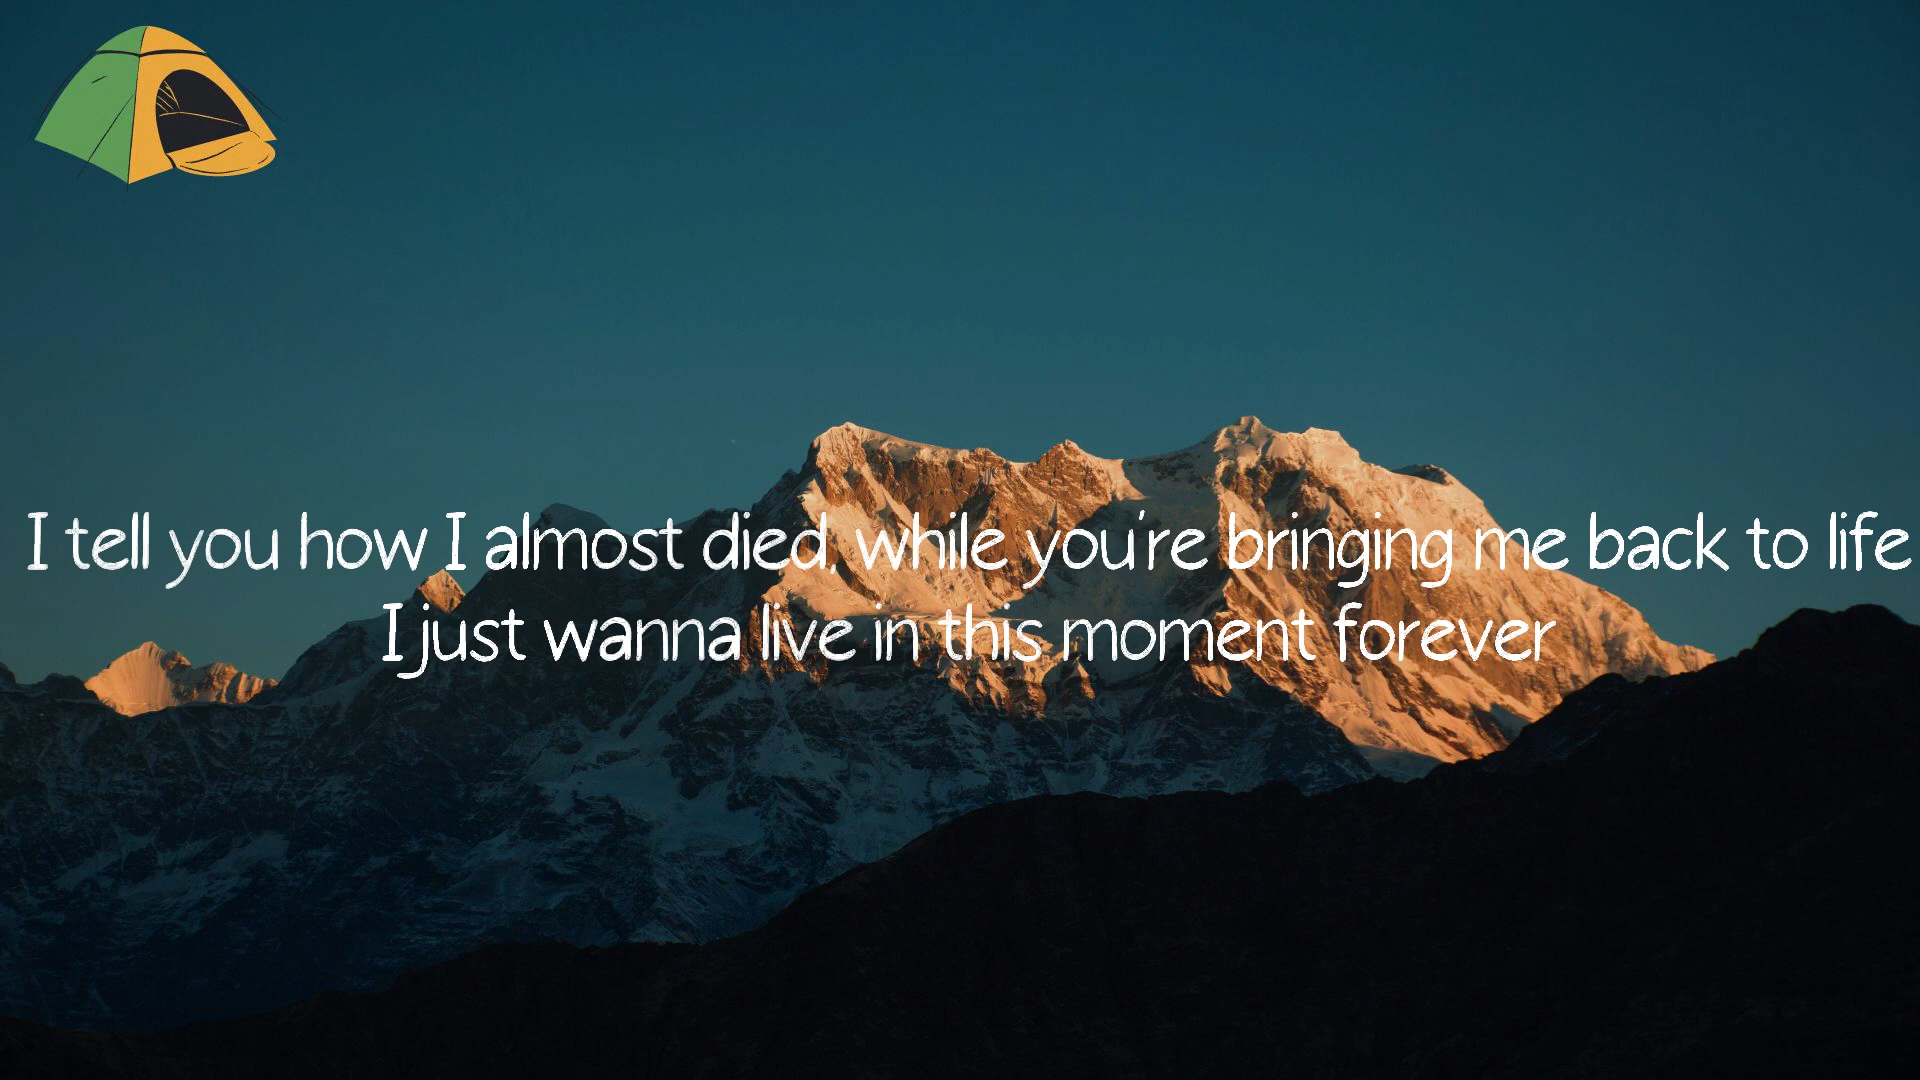 I tell you how I almost died, while you're bringing me back to life
I just wanna live in this moment forever